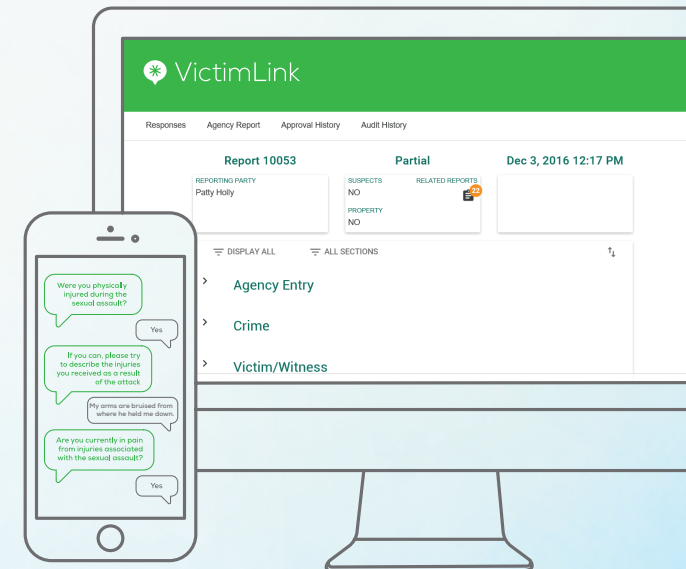 VictimLink
Responses Agency Report Approval History Audit History
Report 10053 Partial Dec 3, 2016 12:17 PM
REPORTING PARTY
Patty Holly
SUSPECTS RELATED REPORTS
NO 22
PROPERTY
NO
DISPLAY ALL ALL SECTIONS
Agency Entry
Crime
Victim/Witness
Were you physically
injured during the
sexual assault?
Yes
If you can, please try
to describe the injuries
you received as a result
of the attack
My arms are bruised from
where he held me down.
Are you currently in pain
from injuries associated
with the sexual assault?
Yes